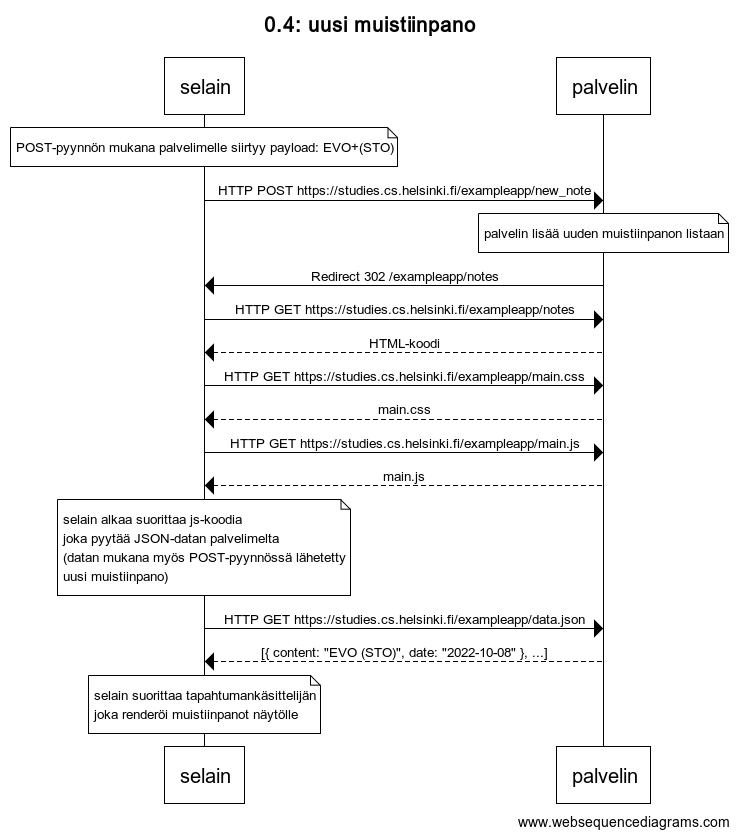 0.4: uusi muistiinpano
selain
palvelin
POST-pyynnön mukana palvelimelle siirtyy payload: EVO+(STO)
HTTP POST https://studies.cs.helsinki.fi/exampleapp/new_note
palvelin lisää uuden muistiinpanon listaan
Redirect 302 /exampleapp/notes
HTTP GET https://studies.cs.helsinki.fi/exampleapp/notes
HTML-koodi
HTTP GET https://studies.cs.helsinki.fi/exampleapp/main.css
main.css
HTTP GET https://studies.cs.helsinki.fi/exampleapp/main.js
main.js
selain alkaa suorittaa js-koodia
joka pyytää JSON-datan palvelimelta
(datan mukana myös POST-pyynnössä lähetetty
uusi muistiinpano)
HTTP GET https://studies.cs.helsinki.fi/exampleapp/data.json
[{ content: "EVO (STO)", date: "2022-10-08" }, ...]
selain suorittaa tapahtumankäsittelijän
joka renderöi muistiinpanot näytölle
selain
palvelin
www.websequencediagrams.com